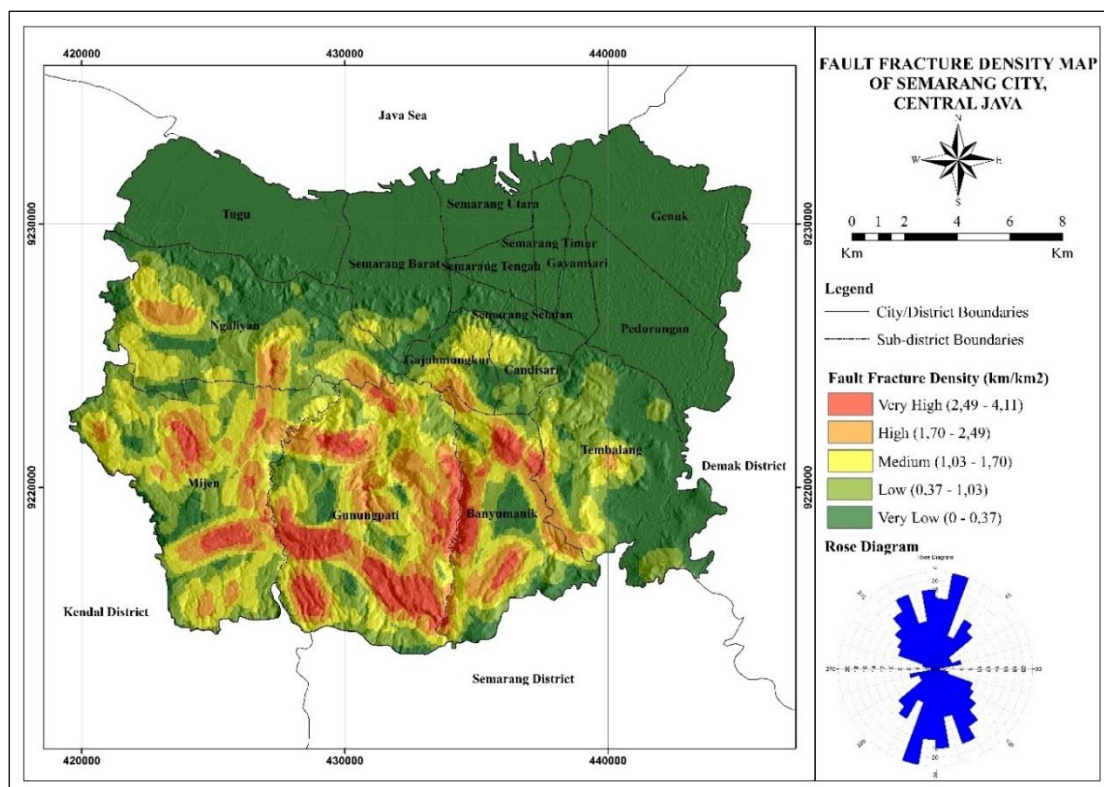 420000
430000
440000
Java Sea
Tugu
Semarang Utara
Genuk
9230000
9230000
Semarang Timur
Semarang Barat
Semarang Tengah
Gayamsari
Semarang Selatan
Ngaliyan
Pedurungan
Gajahmungkur
Candisari
Tembalang
Demak District
Mijen
9220000
9220000
Gunungpati
Banyumanik
Kendal District
Semarang District
420000
430000
440000
FAULT FRACTURE DENSITY MAP
OF SEMARANG CITY,
CENTRAL JAVA
N
W
E
S
0 1 2 4 6 8
Km
Km
Legend
City/District Boundaries
Sub-district Boundaries
Fault Fracture Density (km/km2)
Very High (2,49 - 4,11)
High (1,70 - 2,49)
Medium (1,03 - 1,70)
Low (0,37 - 1,03)
Very Low (0 - 0,37)
Rose Diagram
Rose Diagram
270